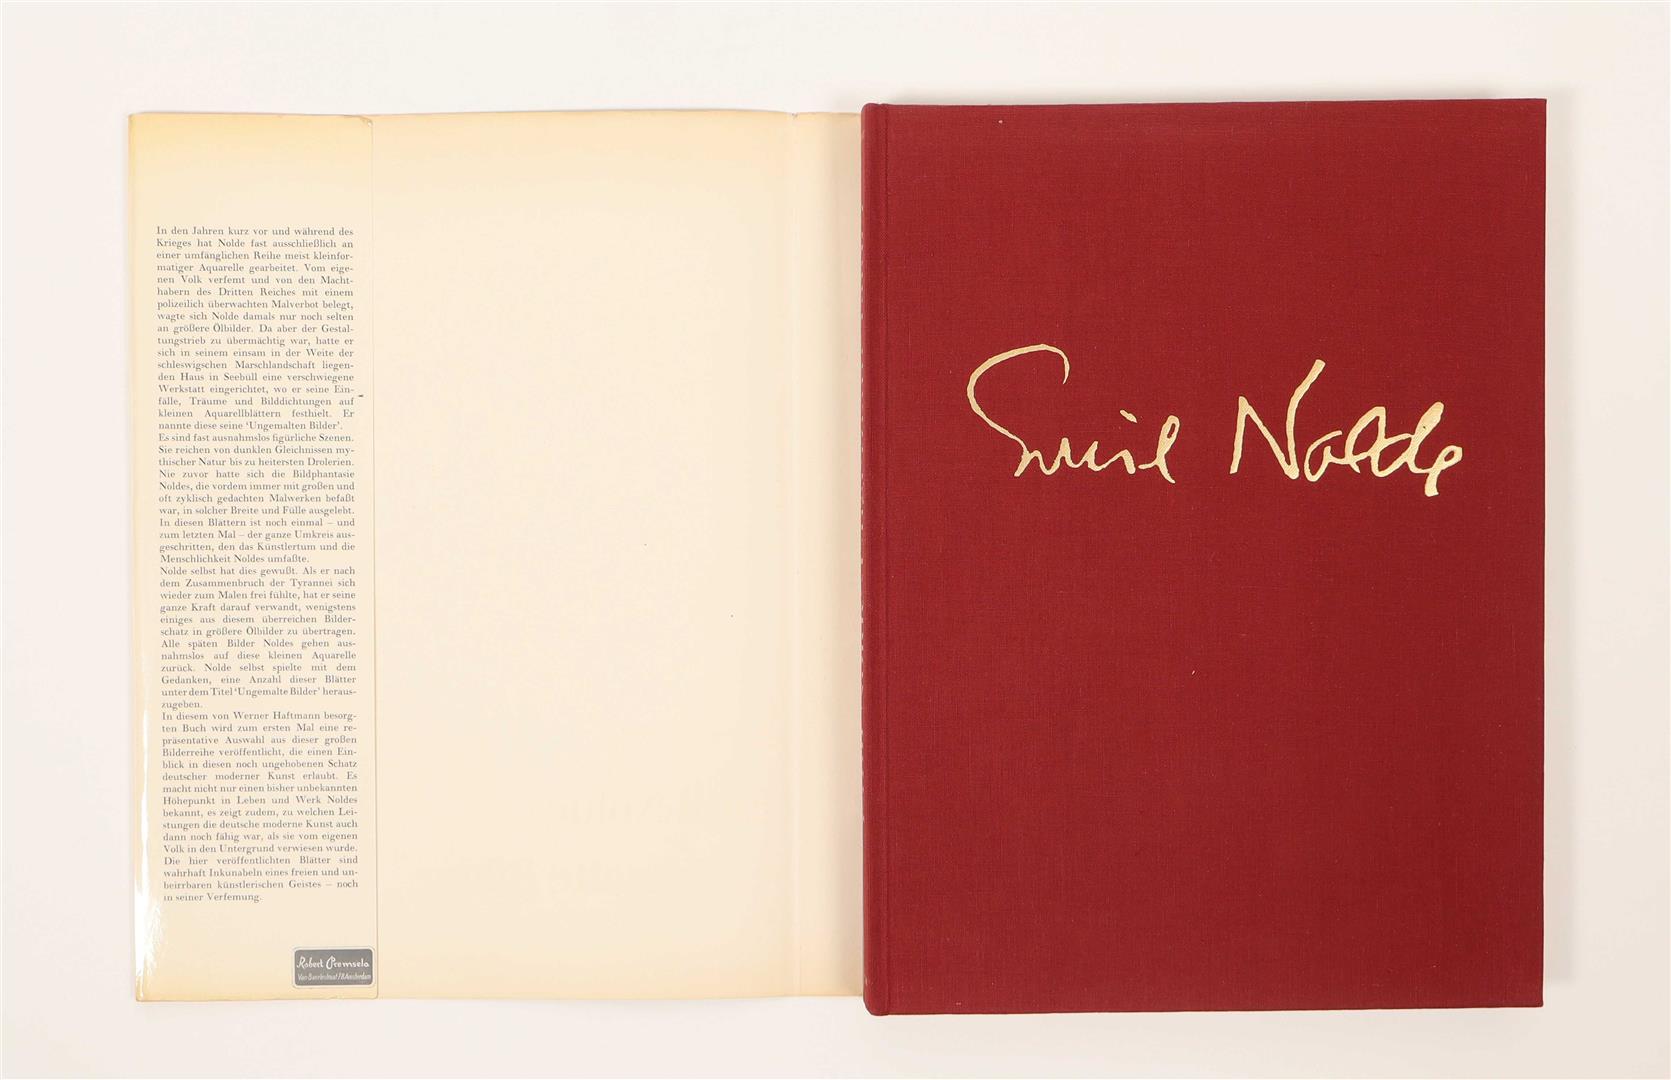 In den Jahren kurz vor und während des
Krieges hat Nolde fast ausschließlich an
einer umfänglichen Reihe meist kleinfor-
matiger Aquarelle gearbeitet. Vom eige-
nen Volk verfemt und von den Macht-
habern des Dritten Reiches mit einem
polizeilich überwachten Malverbot belegt,
wagte sich Nolde damals nur noch selten
an größere Ölbilder. Da aber der Gestal-
tungstrieb zu übermächtig war, hatte er
sich in seinem einsam in der Weite der
schleswigschen Marschlandschaft liegen-
den Haus in Seebüll eine verschwiegene
Werkstatt eingerichtet, wo er seine Ein-
fälle, Träume und Bilddichtungen auf
kleinen Aquarellblättern festhielt. Er
nannte diese seine ‘Ungemalten Bilder’.
Es sind fast ausnahmslos figürliche Szenen.
Sie reichen von dunklen Gleichnissen my-
thischer Natur bis zu heitersten Drolerien.
Nie zuvor hatte sich die Bildphantasie
Noldes, die vordem immer mit großen und
oft zyklisch gedachten Malwerken befaßt
war, in solcher Breite und Fülle ausgelebt.
In diesen Blättern ist noch einmal – und
zum letzten Mal – der ganze Umkreis aus-
geschritten, den das Künstlertum und die
Menschlichkeit Noldes umfaßte.
Nolde selbst hat dies gewußt. Als er nach
dem Zusammenbruch der Tyrannei sich
wieder zum Malen frei fühlte, hat er seine
ganze Kraft darauf verwandt, wenigstens
einiges aus diesem überreichen Bilder-
schatz in größere Ölbilder zu übertragen.
Alle späten Bilder Noldes gehen aus-
nahmslos auf diese kleinen Aquarelle
zurück. Nolde selbst spielte mit dem
Gedanken, eine Anzahl dieser Blätter
unter dem Titel ‘Ungemalte Bilder’ heraus-
zugeben.
In diesem von Werner Haftmann besorg-
ten Buch wird zum ersten Mal eine re-
präsentative Auswahl aus dieser großen
Bilderreihe veröffentlicht, die einen Ein-
blick in diesen noch ungehobenen Schatz
deutscher moderner Kunst erlaubt. Es
macht nicht nur einen bisher unbekannten
Höhepunkt in Leben und Werk Noldes
bekannt, es zeigt zudem, zu welchen Lei-
stungen die deutsche moderne Kunst auch
dann noch fähig war, als sie vom eigenen
Volk in den Untergrund verwiesen wurde.
Die hier veröffentlichten Blätter sind
wahrhaft Inkunabeln eines freien und un-
beirrbaren künstlerischen Geistes – noch
in seiner Verfemung.
Robert Premsela
Van Baerlestraat 78 Amsterdam
Emil Nolde